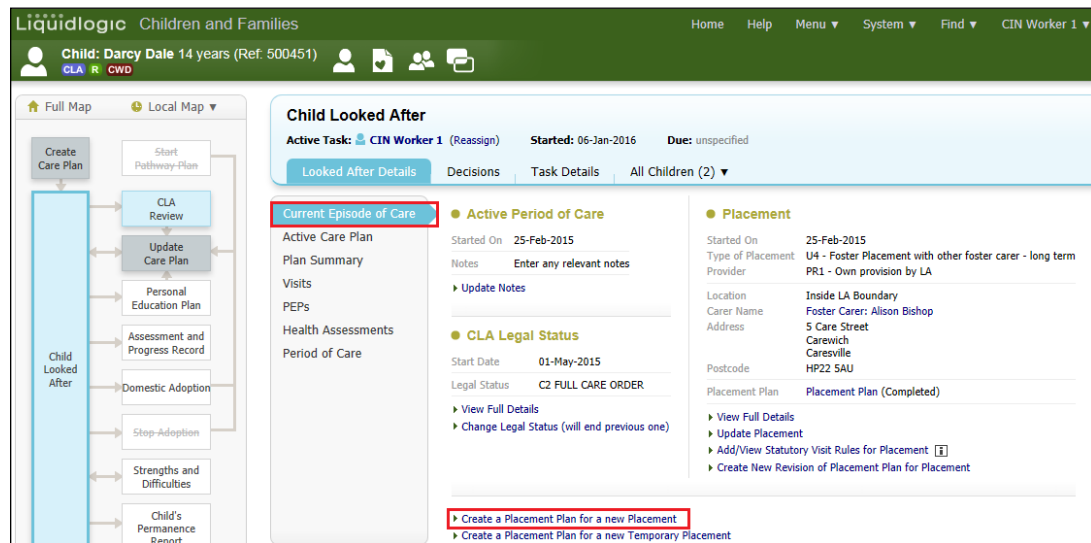 Liquidlogic Children and Families
Home Help Menu ▼ System ▼ Find ▼ CIN Worker 1 ▼
Child: Darcy Dale 14 years (Ref: 500451)
CLA R CWD
Full Map
Local Map ▼
Create
Care Plan
Start
Pathway Plan
CLA
Review
Update
Care Plan
Personal
Education Plan
Assessment and
Progress Record
Child
Looked
After
Domestic Adoption
Stop Adoption
Strengths and
Difficulties
Child's
Permanence
Report
Child Looked After
Active Task: CIN Worker 1 (Reassign) Started: 06-Jan-2016 Due: unspecified
Looked After Details Decisions Task Details All Children (2) ▼
Current Episode of Care
Active Care Plan
Plan Summary
Visits
PEPs
Health Assessments
Period of Care
Active Period of Care
Started On 25-Feb-2015
Notes Enter any relevant notes
Update Notes
CLA Legal Status
Start Date 01-May-2015
Legal Status C2 FULL CARE ORDER
View Full Details
Change Legal Status (will end previous one)
Placement
Started On 25-Feb-2015
Type of Placement U4 - Foster Placement with other foster carer - long term
Provider PR1 - Own provision by LA
Location Inside LA Boundary
Carer Name Foster Carer: Alison Bishop
Address 5 Care Street
Carewich
Caresville
Postcode HP22 5AU
Placement Plan Placement Plan (Completed)
View Full Details
Update Placement
Add/View Statutory Visit Rules for Placement i
Create New Revision of Placement Plan for Placement
Create a Placement Plan for a new Placement
Create a Placement Plan for a new Temporary Placement